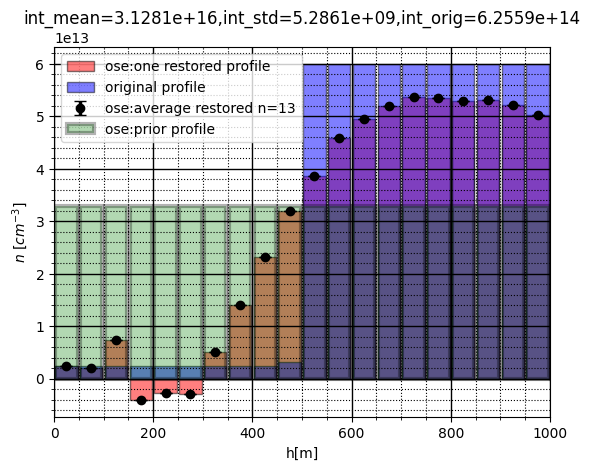 int_mean=3.1281e+16,int_std=5.2861e+09,int_orig=6.2559e+14
1e13
ose:one restored profile
original profile
ose:average restored n=13
ose:prior profile
6
5
4
3
2
1
0
n [cm⁻³]
0 200 400 600 800 1000
h[m]